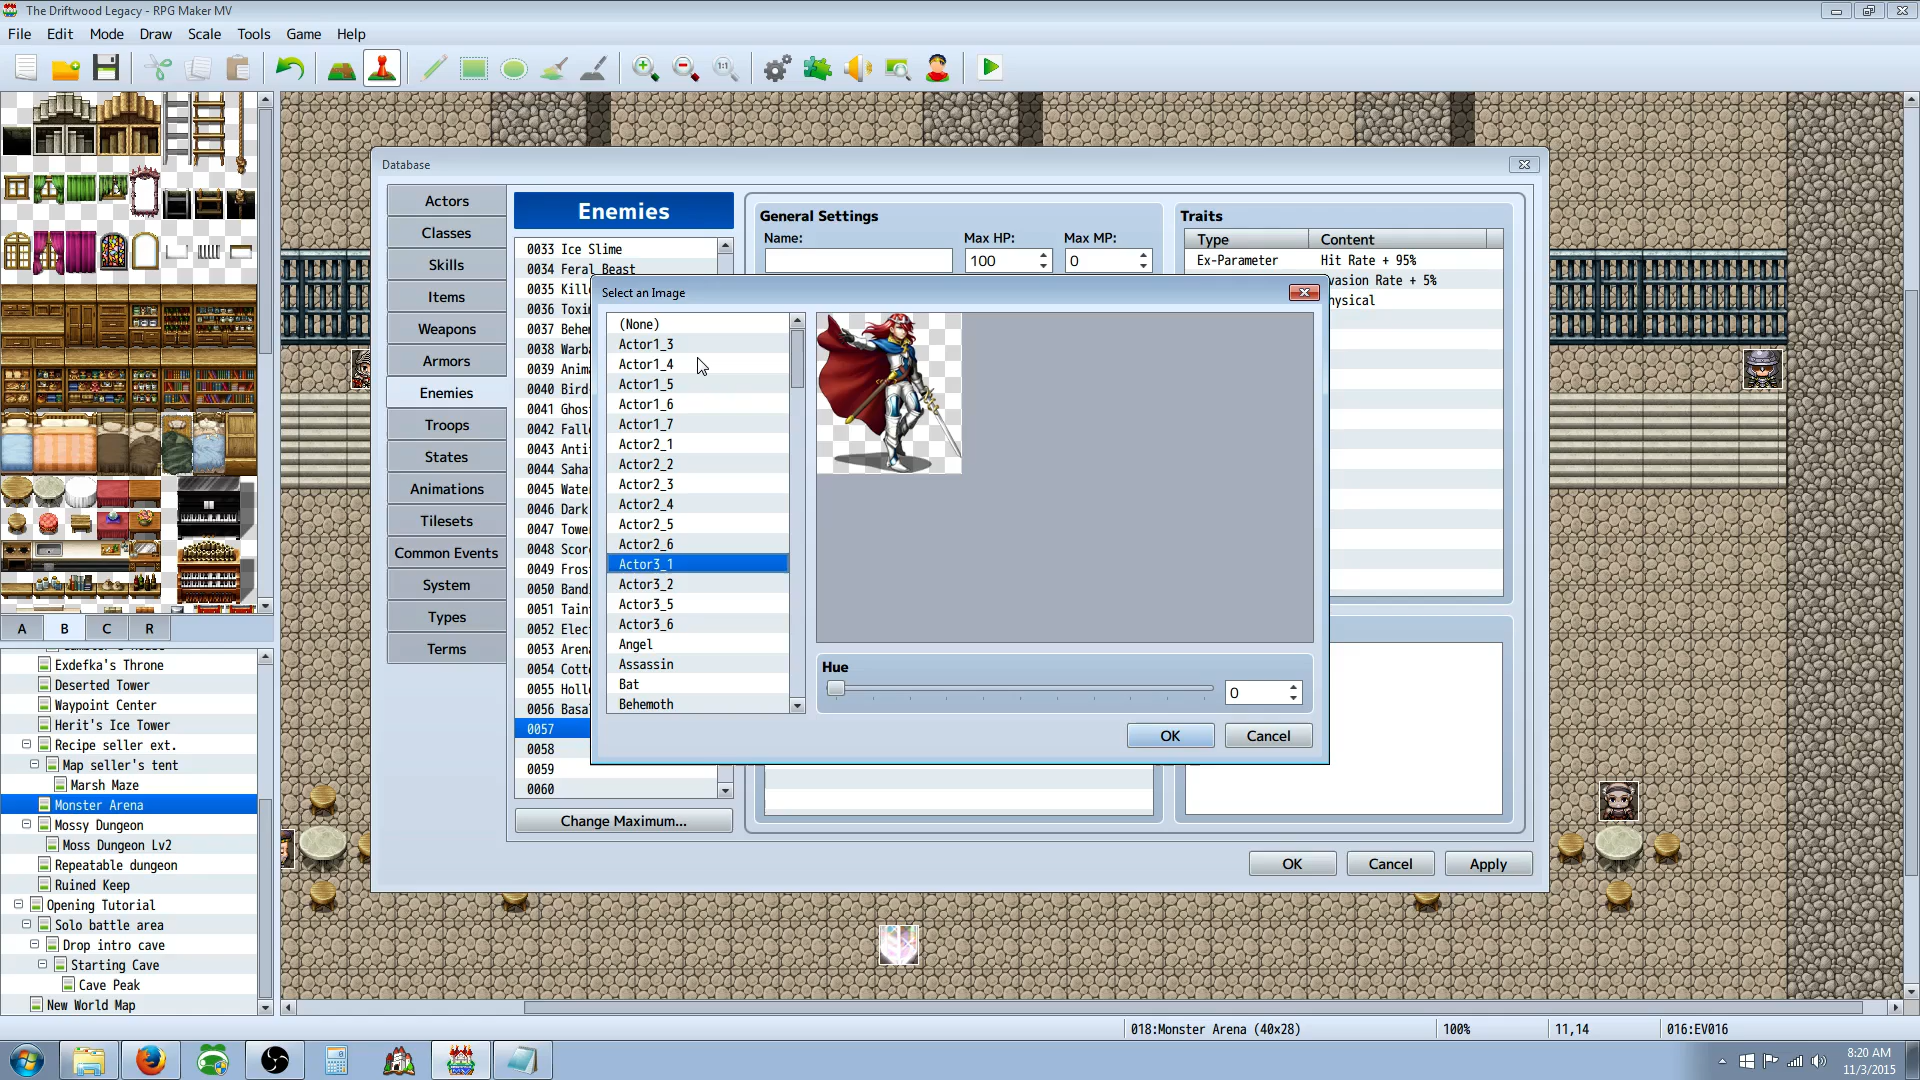 The Driftwood Legacy - RPG Maker MV
File Edit Mode Draw Scale Tools Game Help
1:1
Database
Actors
Classes
Skills
Items
Weapons
Armors
Enemies
Troops
States
Animations
Tilesets
Common Events
System
Types
Terms
Enemies
0033 Ice Slime
0034 Feral Beast
0035 Kill
0036 Toxi
0037 Behe
0038 Warb
0039 Anim
0040 Bird
0041 Ghos
0042 Fall
0043 Anti
0044 Saha
0045 Wate
0046 Dark
0047 Towe
0048 Scor
0049 Fros
0050 Band
0051 Tain
0052 Elec
0053 Aren
0054 Cott
0055 Holl
0056 Basa
0057
0058
0059
0060
Change Maximum...
General Settings
Name:
Max HP:
Max MP:
100
0
Traits
Type Content
Ex-Parameter Hit Rate + 95%
vasion Rate + 5%
hysical
Select an Image
(None)
Actor1_3
Actor1_4
Actor1_5
Actor1_6
Actor1_7
Actor2_1
Actor2_2
Actor2_3
Actor2_4
Actor2_5
Actor2_6
Actor3_1
Actor3_2
Actor3_5
Actor3_6
Angel
Assassin
Bat
Behemoth
Hue
0
OK Cancel
OK Cancel Apply
A B C R
Exdefka's Throne
Deserted Tower
Waypoint Center
Herit's Ice Tower
Recipe seller ext.
Map seller's tent
Marsh Maze
Monster Arena
Mossy Dungeon
Moss Dungeon Lv2
Repeatable dungeon
Ruined Keep
Opening Tutorial
Solo battle area
Drop intro cave
Starting Cave
Cave Peak
New World Map
018:Monster Arena (40x28) 100% 11,14 016:EV016
8:20 AM
11/3/2015